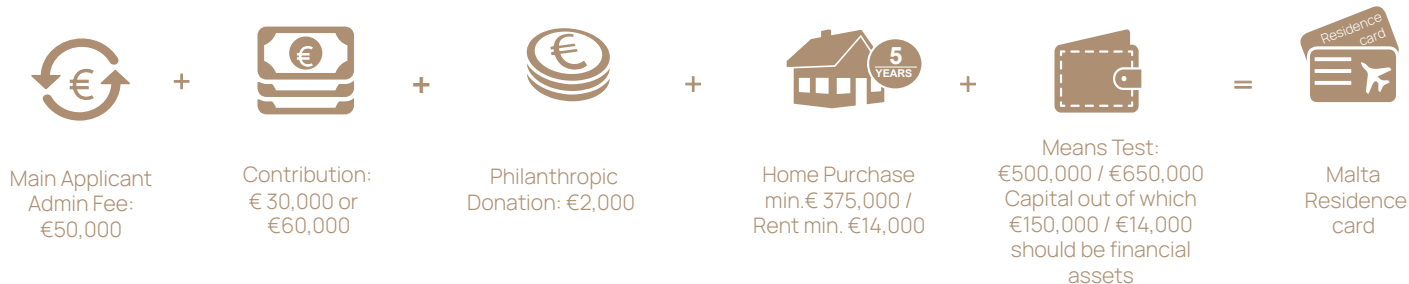 Main Applicant
Admin Fee:
€50,000
+
€
Contribution:
€ 30,000 or
€60,000
€
+
Philanthropic
Donation: €2,000
€
+
5
YEARS
Home Purchase
min.€ 375,000 /
Rent min. €14,000
+
Means Test:
€500,000 / €650,000
Capital out of which
€150,000 / €14,000
should be financial
assets
=
Residence
card
Malta
Residence
card